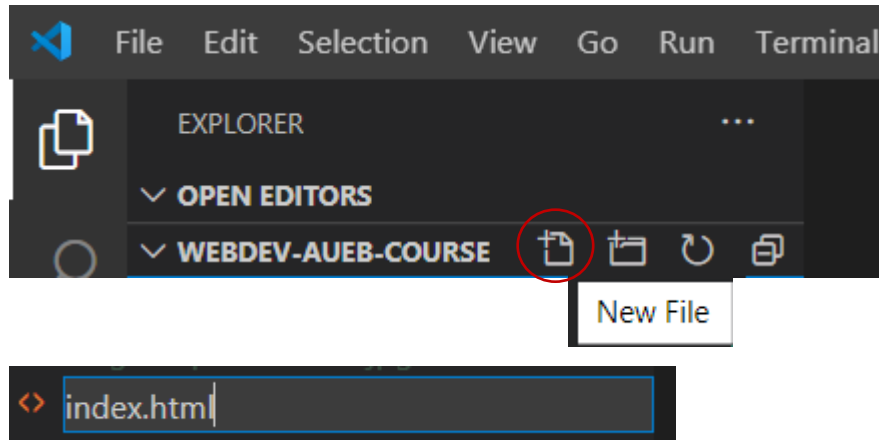 File Edit Selection View Go Run Terminal
EXPLORER
OPEN EDITORS
WEBDEV-AUEB-COURSE
New File
index.html